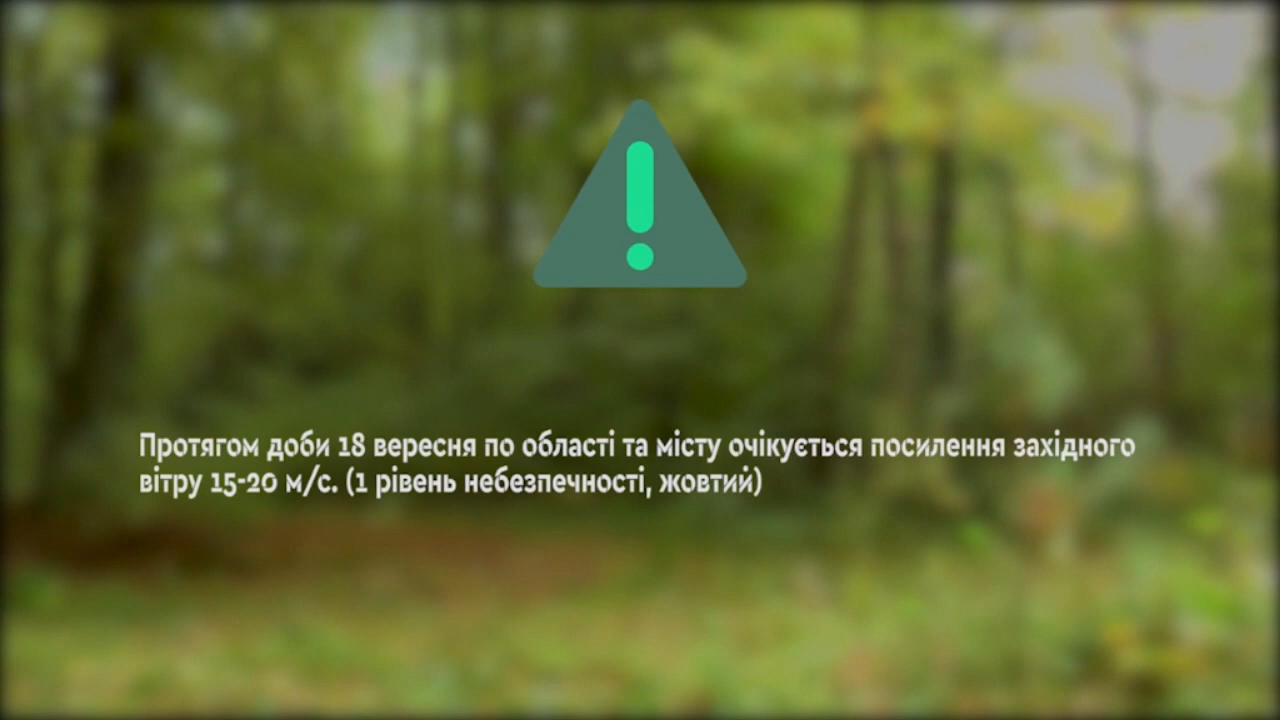 Протягом доби 18 вересня по області та місту очікується посилення західного
вітру 15-20 м/с. (1 рівень небезпечності, жовтий)